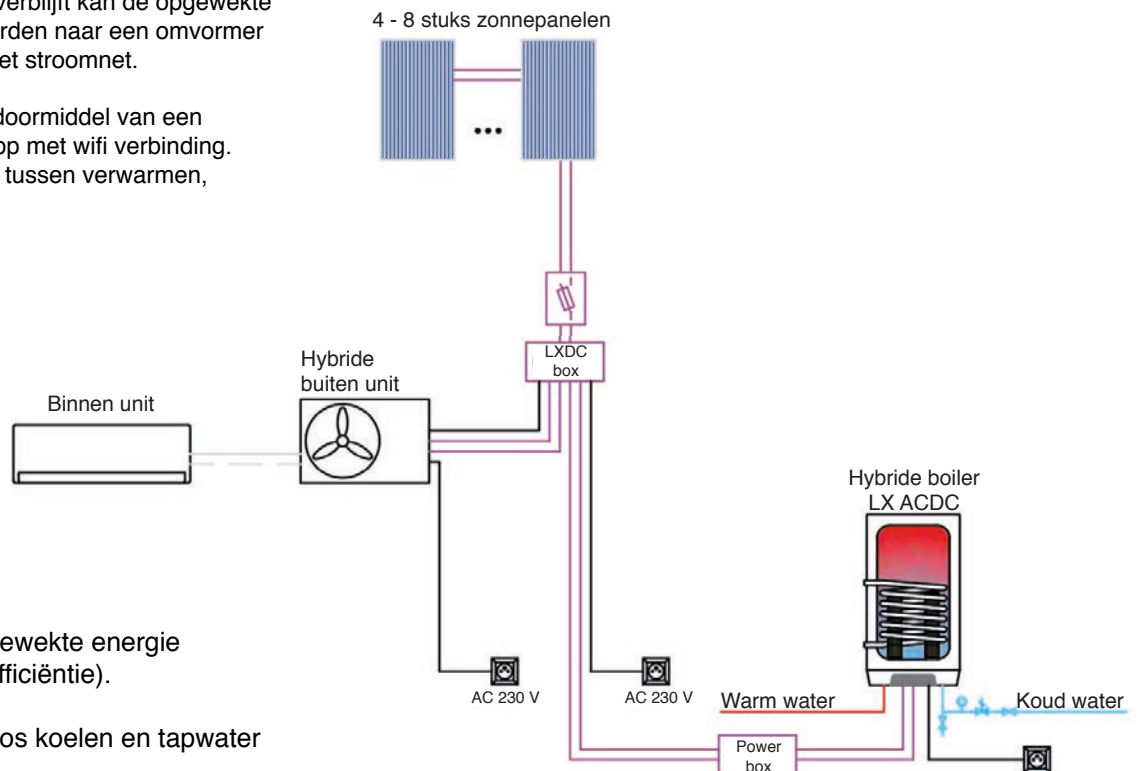 verblijft kan de opgewekte
rden naar een omvormer
et stroomnet.
doormiddel van een
op met wifi verbinding.
tussen verwarmen,
4 - 8 stuks zonnepanelen
LXDC
box
Hybride
buiten unit
Binnen unit
Hybride boiler
LX ACDC
ewekte energie
fficiëntie).
AC 230 V
AC 230 V
Warm water
Koud water
os koelen en tapwater
Power
box